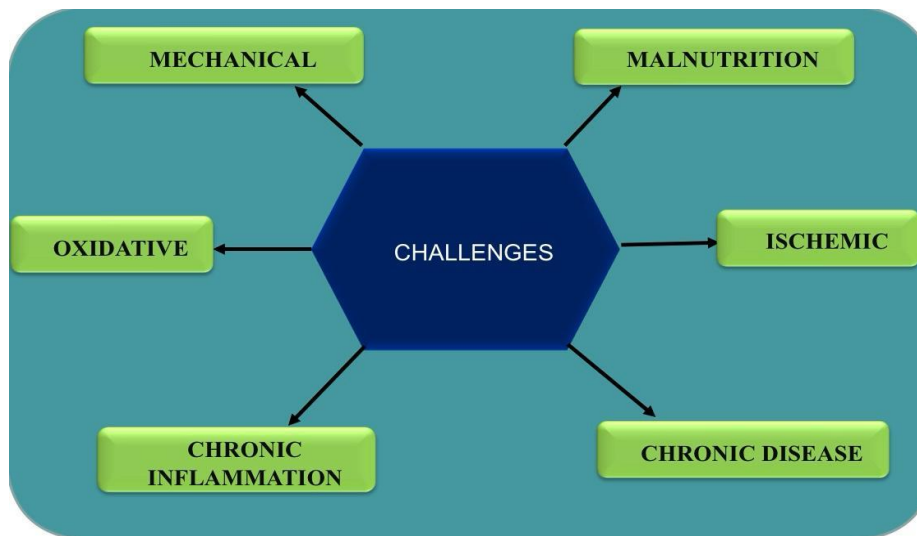 MECHANICAL
MALNUTRITION
OXIDATIVE
CHALLENGES
ISCHEMIC
CHRONIC
INFLAMMATION
CHRONIC DISEASE